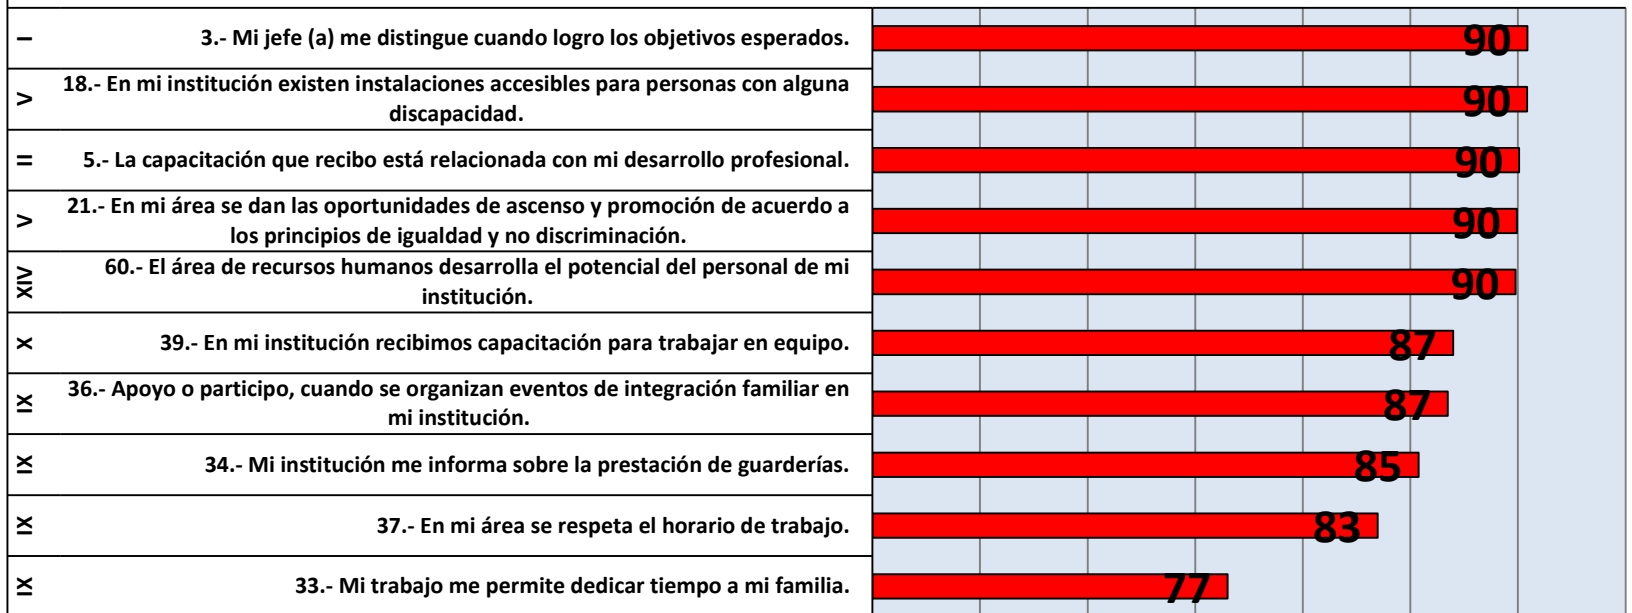 I
3.- Mi jefe (a) me distingue cuando logro los objetivos esperados.
90
V
18.- En mi institución existen instalaciones accesibles para personas con alguna
discapacidad.
90
II
5.- La capacitación que recibo está relacionada con mi desarrollo profesional.
90
V
21.- En mi área se dan las oportunidades de ascenso y promoción de acuerdo a
los principios de igualdad y no discriminación.
90
XIV
60.- El área de recursos humanos desarrolla el potencial del personal de mi
institución.
90
X
39.- En mi institución recibimos capacitación para trabajar en equipo.
87
IX
36.- Apoyo o participo, cuando se organizan eventos de integración familiar en
mi institución.
87
IX
34.- Mi institución me informa sobre la prestación de guarderías.
85
IX
37.- En mi área se respeta el horario de trabajo.
83
IX
33.- Mi trabajo me permite dedicar tiempo a mi familia.
77